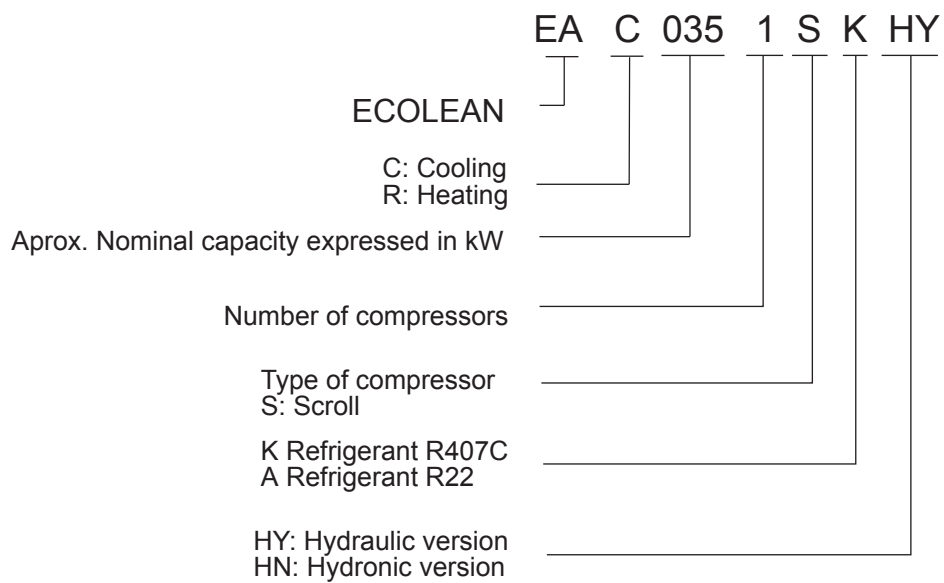 EA C 035 1 S K HY
ECOLEAN
C: Cooling
R: Heating
Aprox. Nominal capacity expressed in kW
Number of compressors
Type of compressor
S: Scroll
K Refrigerant R407C
A Refrigerant R22
HY: Hydraulic version
HN: Hydronic version